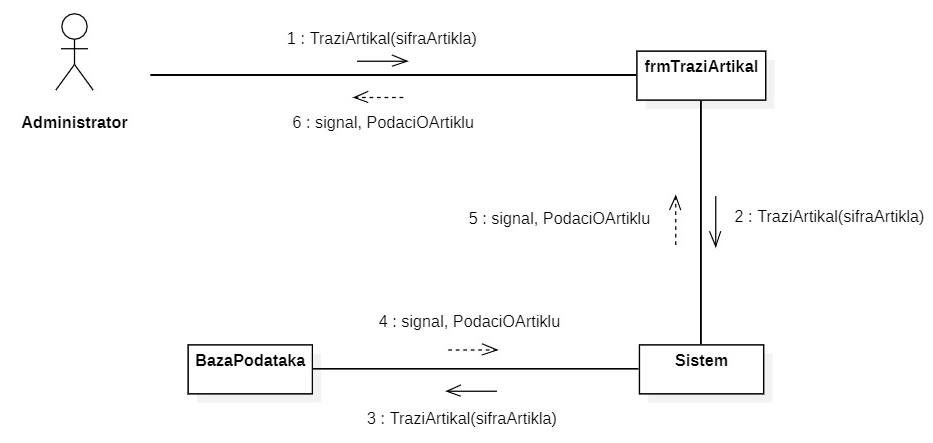 1 : TraziArtikal(sifraArtikla)
frmTraziArtikal
Administrator
6 : signal, PodaciOArtiklu
5 : signal, PodaciOArtiklu
2 : TraziArtikal(sifraArtikla)
4 : signal, PodaciOArtiklu
BazaPodataka
Sistem
3 : TraziArtikal(sifraArtikla)